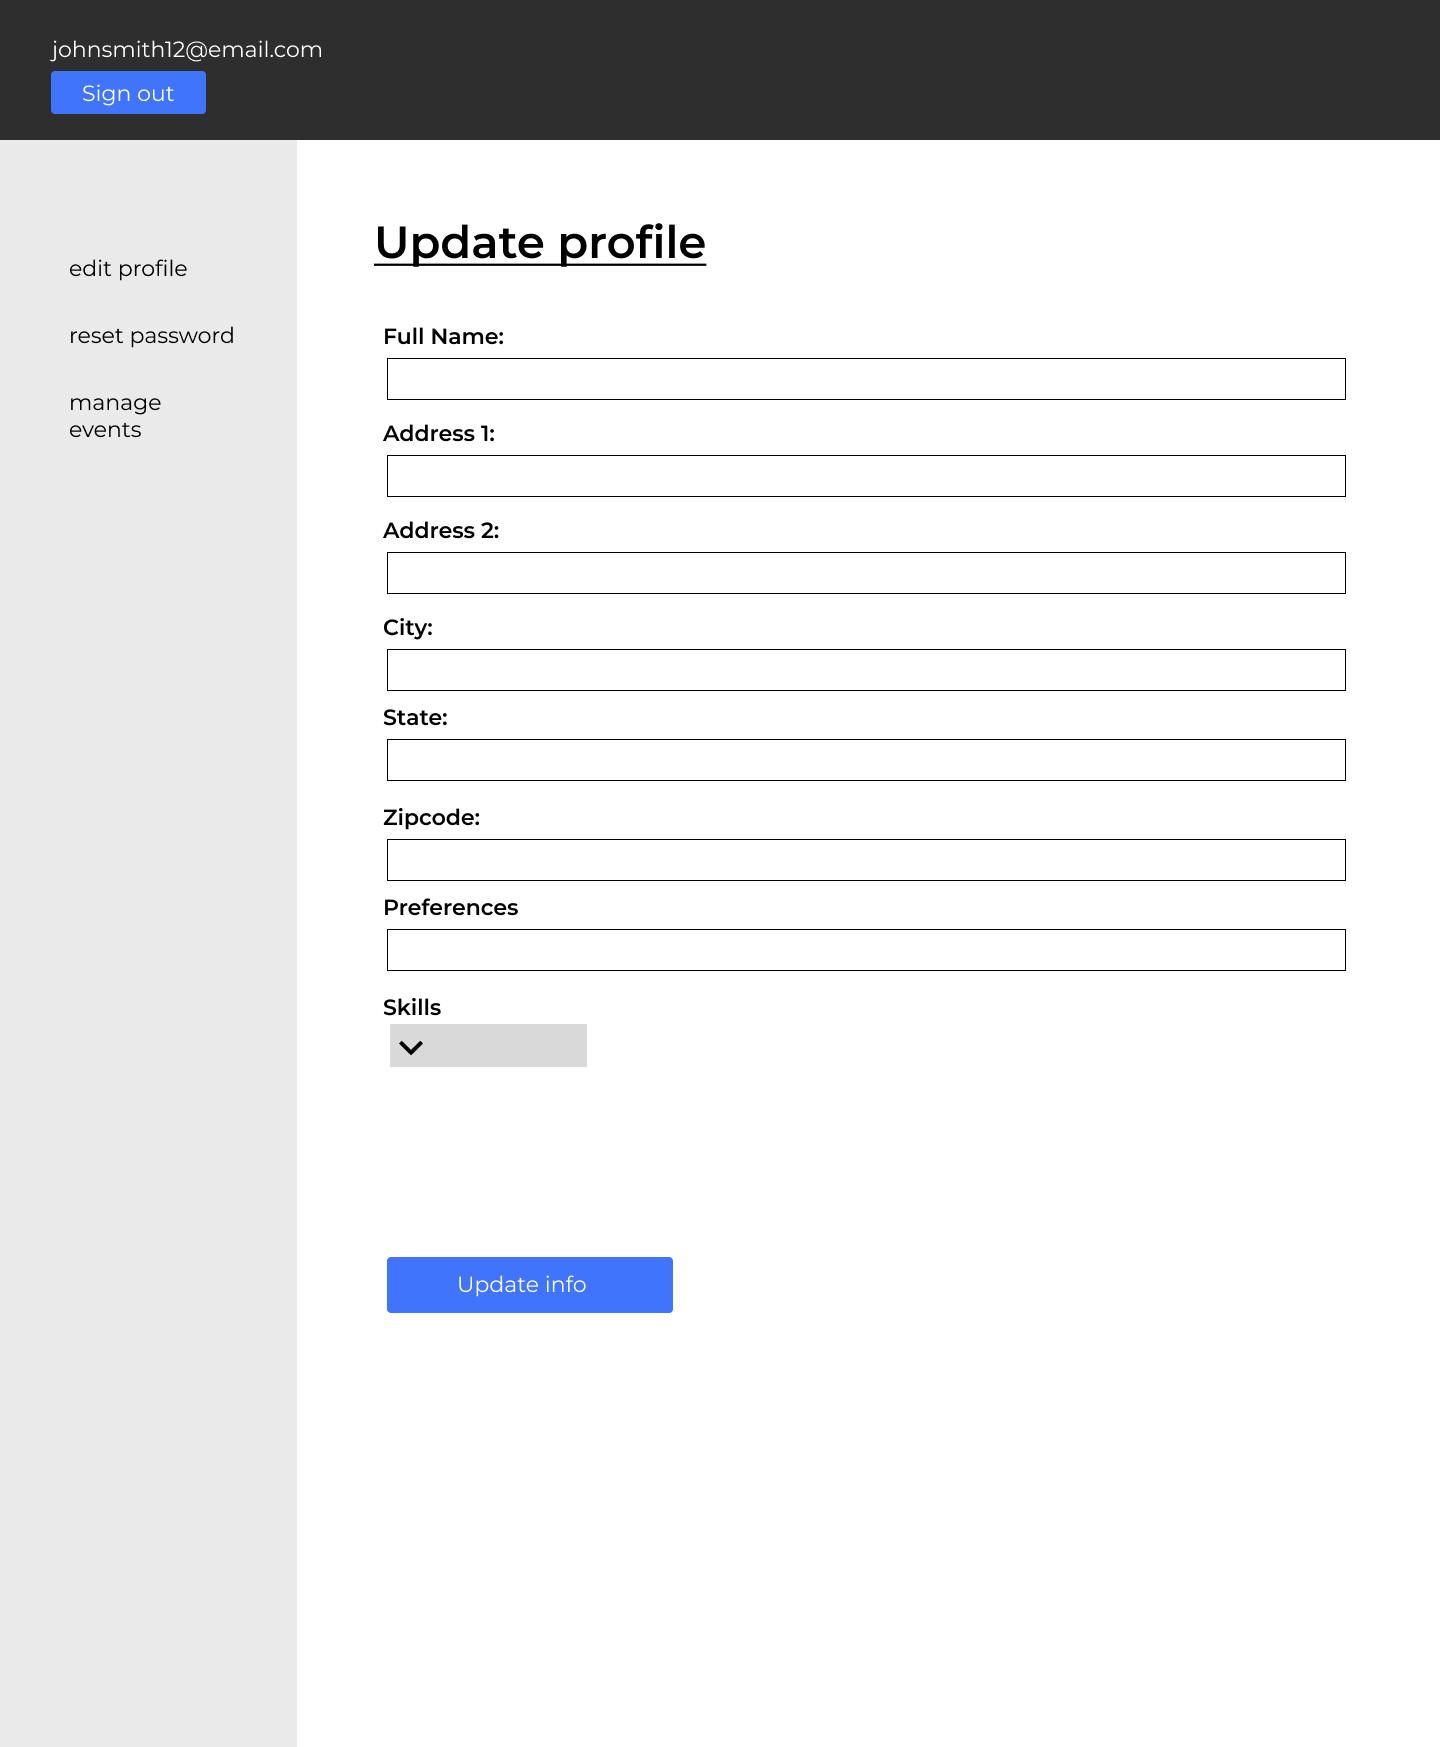 johnsmith12@email.com
Sign out
edit profile
reset password
manage
events
Update profile
Full Name:
Address 1:
Address 2:
City:
State:
Zipcode:
Preferences
Skills
Update info